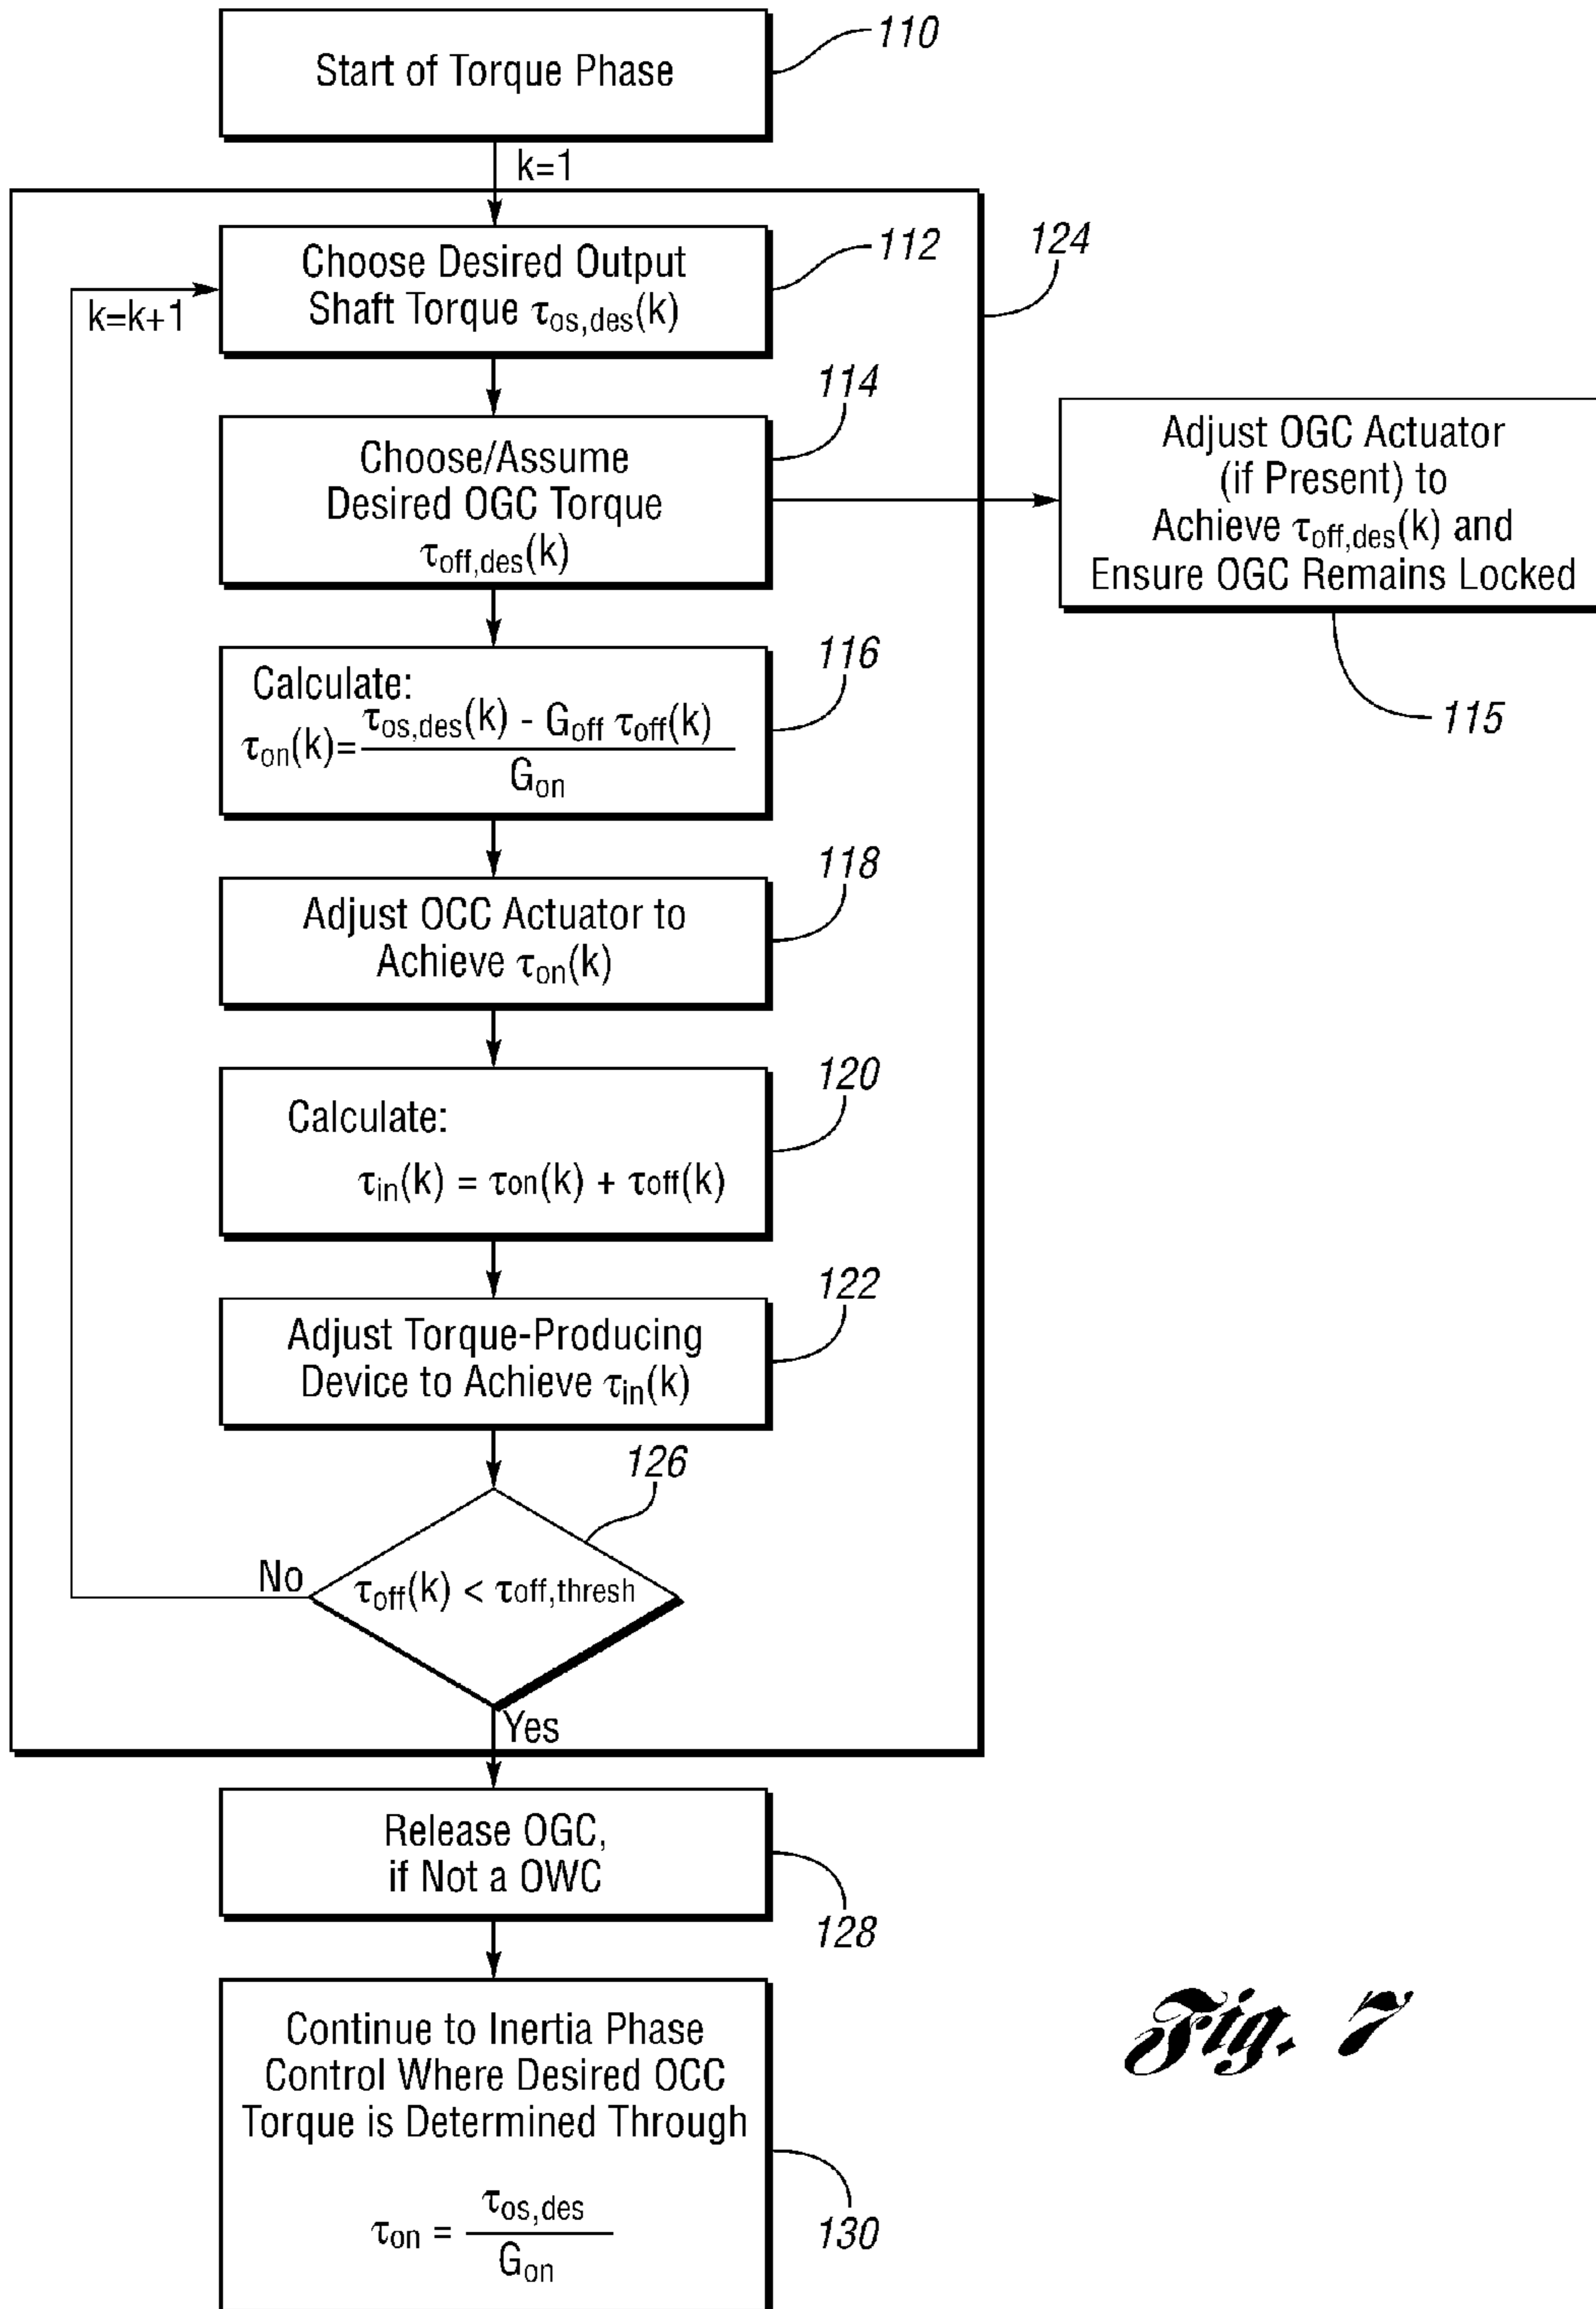 Start of Torque Phase
110
k=1
Choose Desired Output
Shaft Torque τos,des(k)
112
124
k=k+1
Choose/Assume
Desired OGC Torque
τoff,des(k)
114
Adjust OGC Actuator
(if Present) to
Achieve τoff,des(k) and
Ensure OGC Remains Locked
115
Calculate:
τon(k)= τos,des(k) - Goff τoff(k)
Gon
116
Adjust OCC Actuator to
Achieve τon(k)
118
Calculate:
τin(k) = τon(k) + τoff(k)
120
Adjust Torque-Producing
Device to Achieve τin(k)
122
126
No
τoff(k) < τoff,thresh
Yes
Release OGC,
if Not a OWC
128
Continue to Inertia Phase
Control Where Desired OCC
Torque is Determined Through
τon = τos,des
Gon
130
Fig. 7